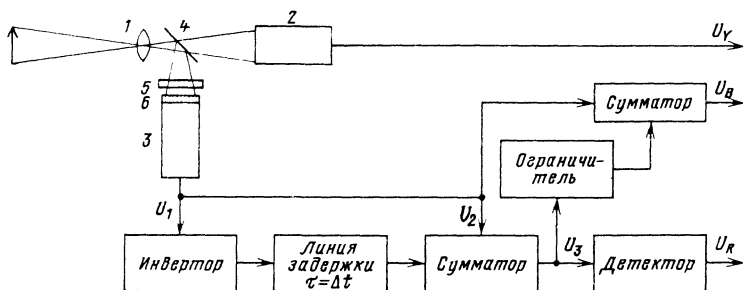 1
4
2
U_Y
5
6
3
Сумматор
U_B
Ограничи-
тель
U_1
U_2
U_3
U_R
Инвертор
Линия
задержки
τ=Δt
Сумматор
Детектор